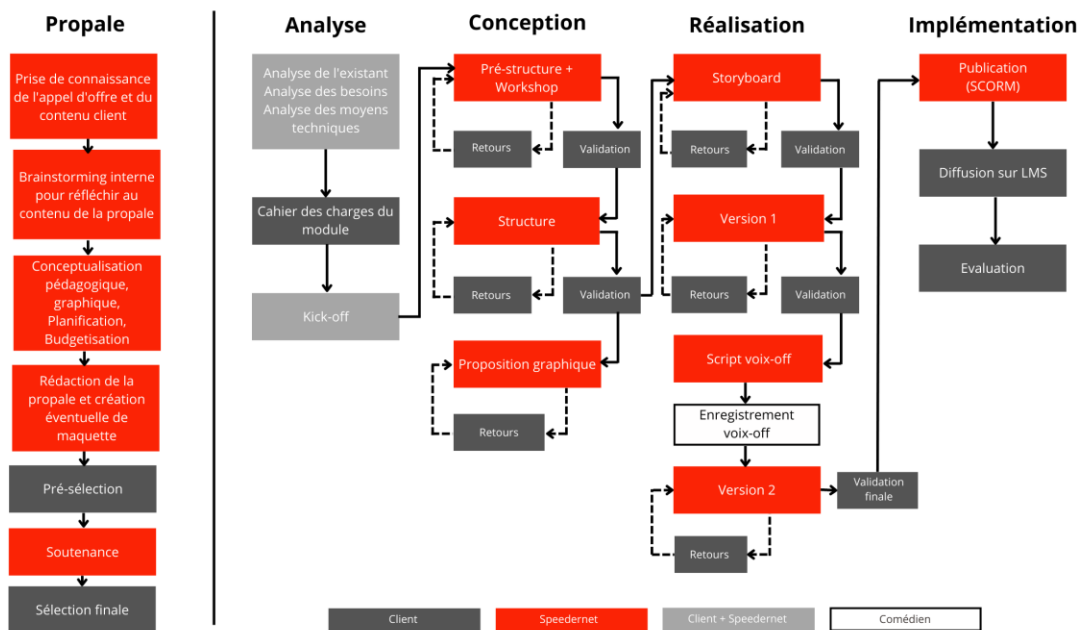 Propale
Prise de connaissance
de l'appel d'offre et du
contenu client
Brainstorming interne
pour réfléchir au
contenu de la propale
Conceptualisation
pédagogique,
graphique,
Planification,
Budgetisation
Rédaction de la
propale et création
éventuelle de
maquette
Pré-sélection
Soutenance
Sélection finale
Analyse
Analyse de l'existant
Analyse des besoins
Analyse des moyens
techniques
Cahier des charges du
module
Kick-off
Conception
Pré-structure +
Workshop
Retours
Validation
Structure
Retours
Validation
Proposition graphique
Retours
Réalisation
Storyboard
Retours
Validation
Version 1
Retours
Validation
Script voix-off
Enregistrement
voix-off
Version 2
Validation
finale
Retours
Implémentation
Publication
(SCORM)
Diffusion sur LMS
Evaluation
Client
Speedernet
Client + Speedernet
Comédien